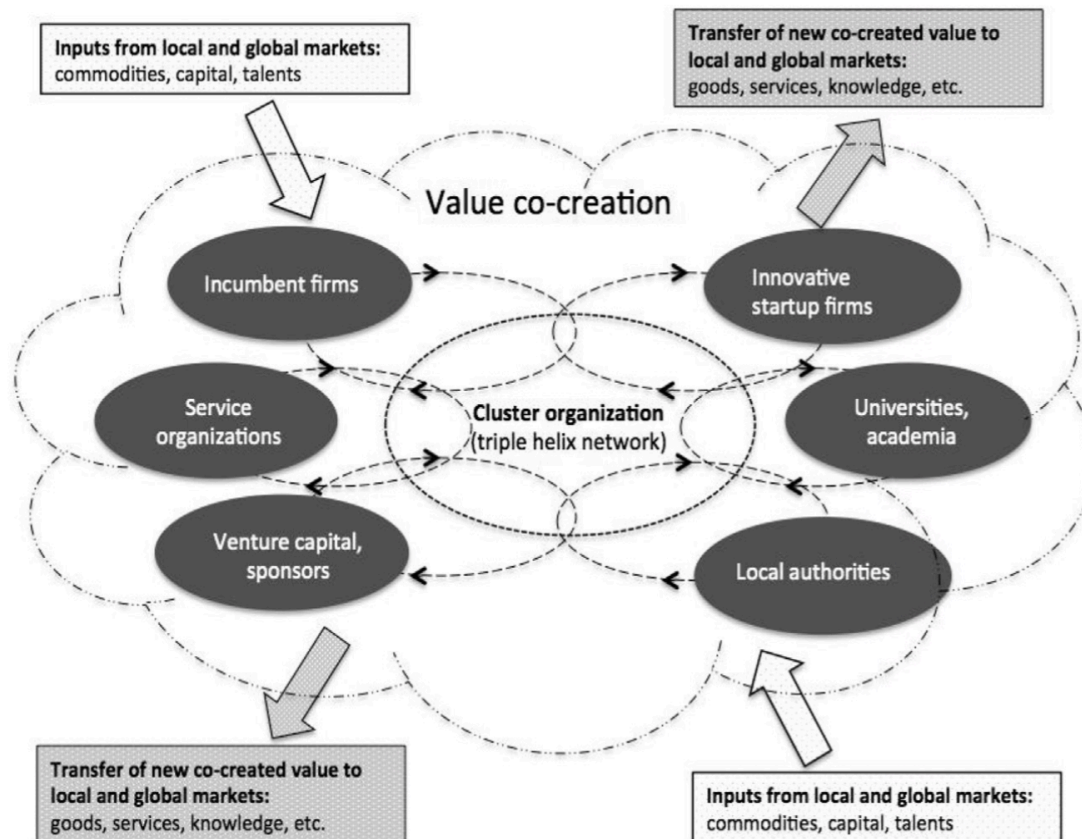 Inputs from local and global markets:
commodities, capital, talents
Transfer of new co-created value to
local and global markets:
goods, services, knowledge, etc.
Value co-creation
Incumbent firms
Innovative
startup firms
Service
organizations
Cluster organization
(triple helix network)
Universities,
academia
Venture capital,
sponsors
Local authorities
Transfer of new co-created value to
local and global markets:
goods, services, knowledge, etc.
Inputs from local and global markets:
commodities, capital, talents